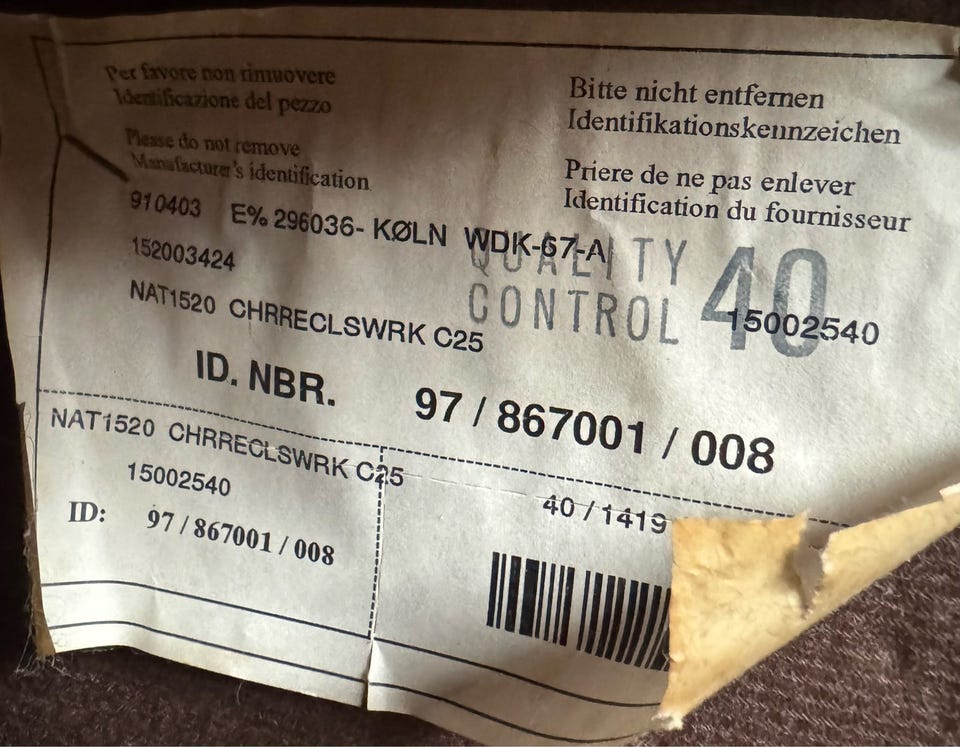 Per favore non rimuovere
Identificazione del pezzo
Please do not remove
Manufacturer's identification
Bitte nicht entfernen
Identifikationskennzeichen
Priere de ne pas enlever
Identification du fournisseur
910403 E% 296036- KØLN WDK-67-A
152003424
QUALITY
CONTROL 40
15002540
NAT1520 CHRRECLSWRK C25
ID. NBR. 97 / 867001 / 008
NAT1520 CHRRECLSWRK C25
15002540
ID: 97 / 867001 / 008
40 / 1419